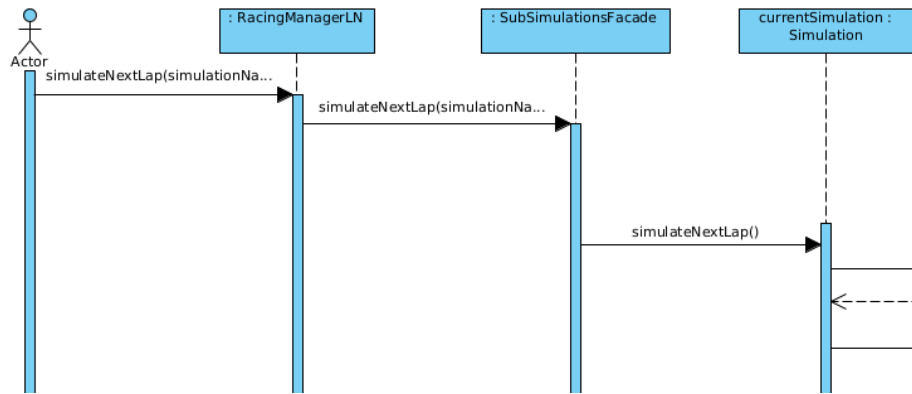 : RacingManagerLN
: SubSimulationsFacade
currentSimulation :
Simulation
Actor
simulateNextLap(simulationNa...
simulateNextLap(simulationNa...
simulateNextLap()